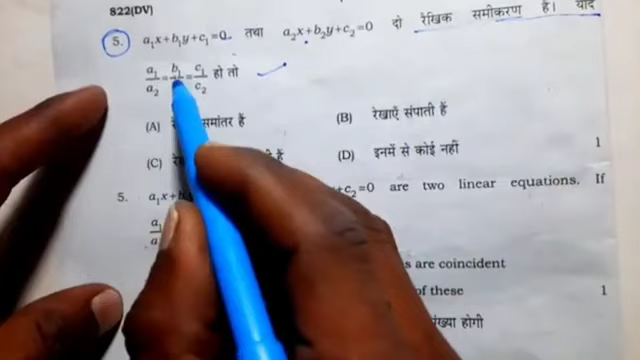 822(DV)
5. a₁x+b₁y+c₁=0 तथा a₂x+b₂y+c₂=0 दो रेखिक समीकरण है। यदि
a₁/a₂ = b₁/ = c₁/c₂ हो तो
(A) समांतर हैं (B) रेखाएँ संपाती हैं
(C) हैं (D) इनमें से कोई नहीं 1
5. a₁x+b c₂=0 are two linear equations. If
a₁/a
are coincident
of these 1
होगी